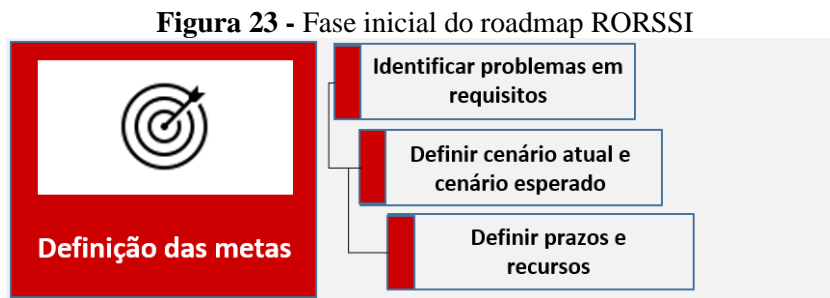 Figura 23 - Fase inicial do roadmap RORSSI
Identificar problemas em
requisitos
Definir cenário atual e
cenário esperado
Definição das metas
Definir prazos e
recursos